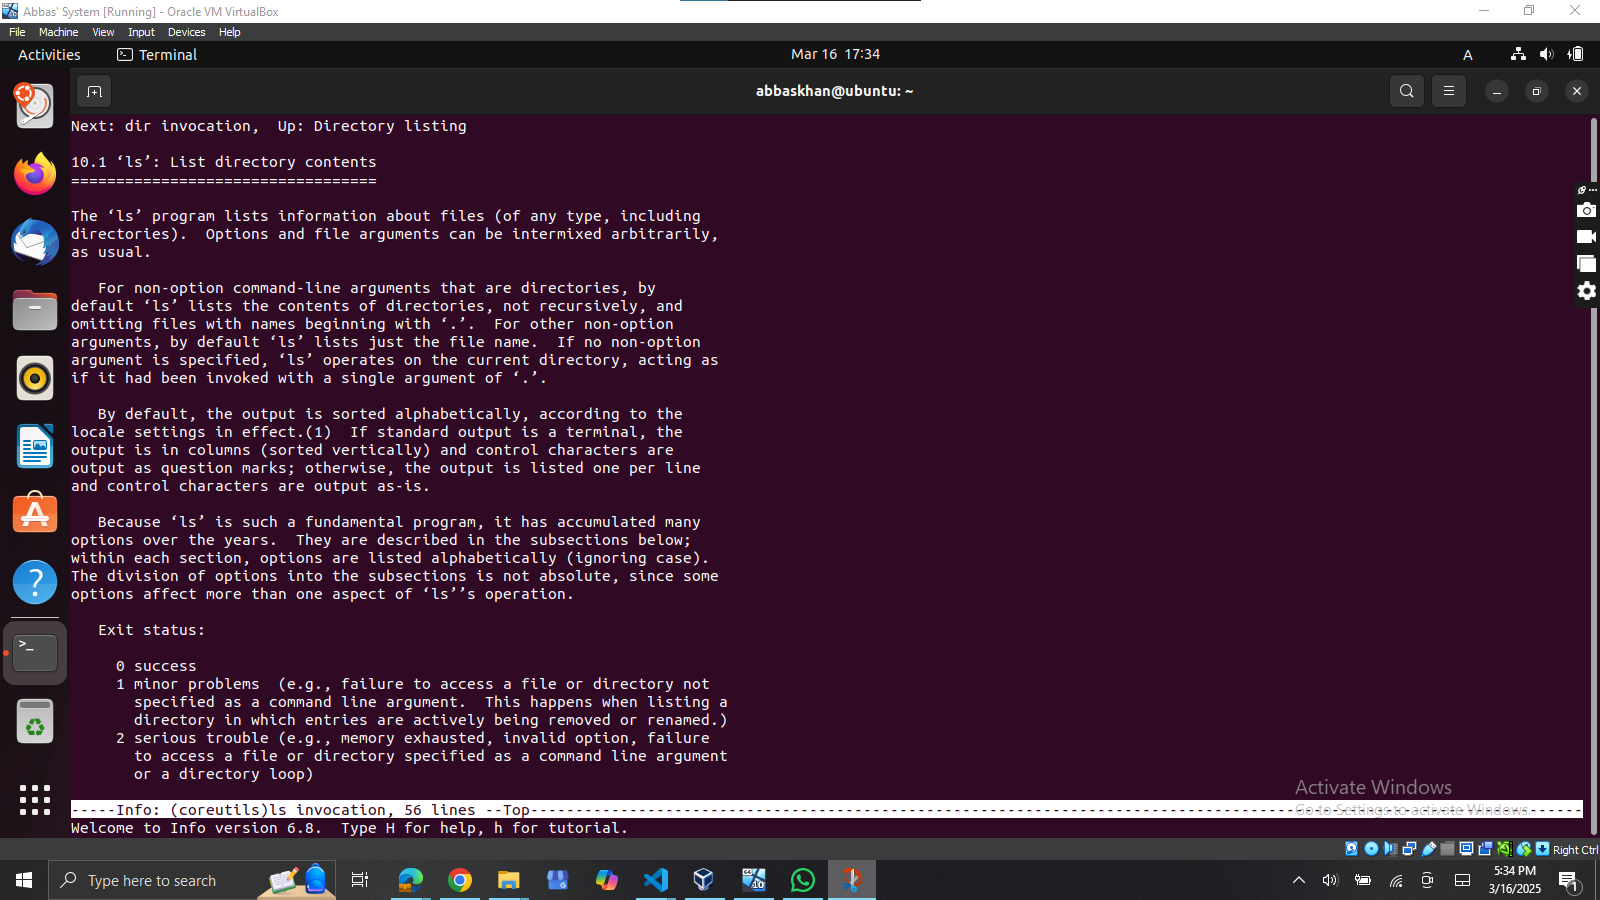 Abbas' System [Running] - Oracle VM VirtualBox
File Machine View Input Devices Help
Activities Terminal Mar 16 17:34 A
abbaskhan@ubuntu: ~
Next: dir invocation,  Up: Directory listing
10.1 ‘ls’: List directory contents
==================================
The ‘ls’ program lists information about files (of any type, including
directories).  Options and file arguments can be intermixed arbitrarily,
as usual.
For non-option command-line arguments that are directories, by
default ‘ls’ lists the contents of directories, not recursively, and
omitting files with names beginning with ‘.’.  For other non-option
arguments, by default ‘ls’ lists just the file name.  If no non-option
argument is specified, ‘ls’ operates on the current directory, acting as
if it had been invoked with a single argument of ‘.’.
By default, the output is sorted alphabetically, according to the
locale settings in effect.(1)  If standard output is a terminal, the
output is in columns (sorted vertically) and control characters are
output as question marks; otherwise, the output is listed one per line
and control characters are output as-is.
Because ‘ls’ is such a fundamental program, it has accumulated many
options over the years.  They are described in the subsections below;
within each section, options are listed alphabetically (ignoring case).
The division of options into the subsections is not absolute, since some
options affect more than one aspect of ‘ls’’s operation.
Exit status:
0 success
1 minor problems  (e.g., failure to access a file or directory not
specified as a command line argument.  This happens when listing a
directory in which entries are actively being removed or renamed.)
2 serious trouble (e.g., memory exhausted, invalid option, failure
to access a file or directory specified as a command line argument
or a directory loop)
Activate Windows
Go to Settings to activate Windows.
-----Info: (coreutils)ls invocation, 56 lines --Top-----
Welcome to Info version 6.8.  Type H for help, h for tutorial.
Right Ctrl
Type here to search
5:34 PM
3/16/2025
1